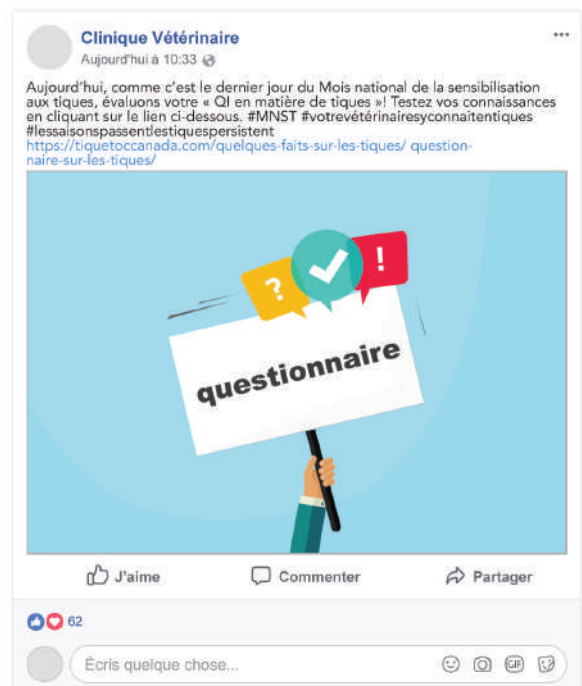 Clinique Vétérinaire
Aujourd'hui à 10:33
Aujourd'hui, comme c'est le dernier jour du Mois national de la sensibilisation
aux tiques, évaluons votre « QI en matière de tiques »! Testez vos connaissances
en cliquant sur le lien ci-dessous. #MNST #votrevétérinairesyconnaitentiques
#lessaisonspassentlestiquespersistent
https://tiquetoccanada.com/quelques-faits-sur-les-tiques/ question-
naire-sur-les-tiques/
? !
questionnaire
J'aime Commenter Partager
62
Écris quelque chose... GIF